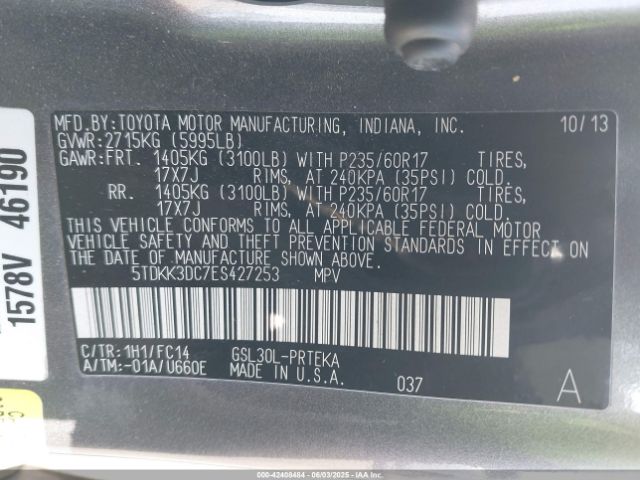 MFD.BY:TOYOTA MOTOR MANUFACTURING, INDIANA, INC. 10/13
GVWR:2715KG (5995LB)
GAWR:FRT. 1405KG (3100LB) WITH P235/60R17 TIRES,
17X7J RIMS, AT 240KPA (35PSI) COLD.
RR. 1405KG (3100LB) WITH P235/60R17 TIRES,
17X7J RIMS, AT 240KPA (35PSI) COLD.
THIS VEHICLE CONFORMS TO ALL APPLICABLE FEDERAL MOTOR
VEHICLE SAFETY AND THEFT PREVENTION STANDARDS IN EFFECT ON
THE DATE OF MANUFACTURE SHOWN ABOVE.
5TDKK3DC7ES427253 MPV
C/TR:1H1/FC14 GSL30L-PRTEKA
A/TM:-01A/U660E MADE IN U.S.A. 037 A
1578V 46190
000-42408484 06/03/2025 IAAI.COM